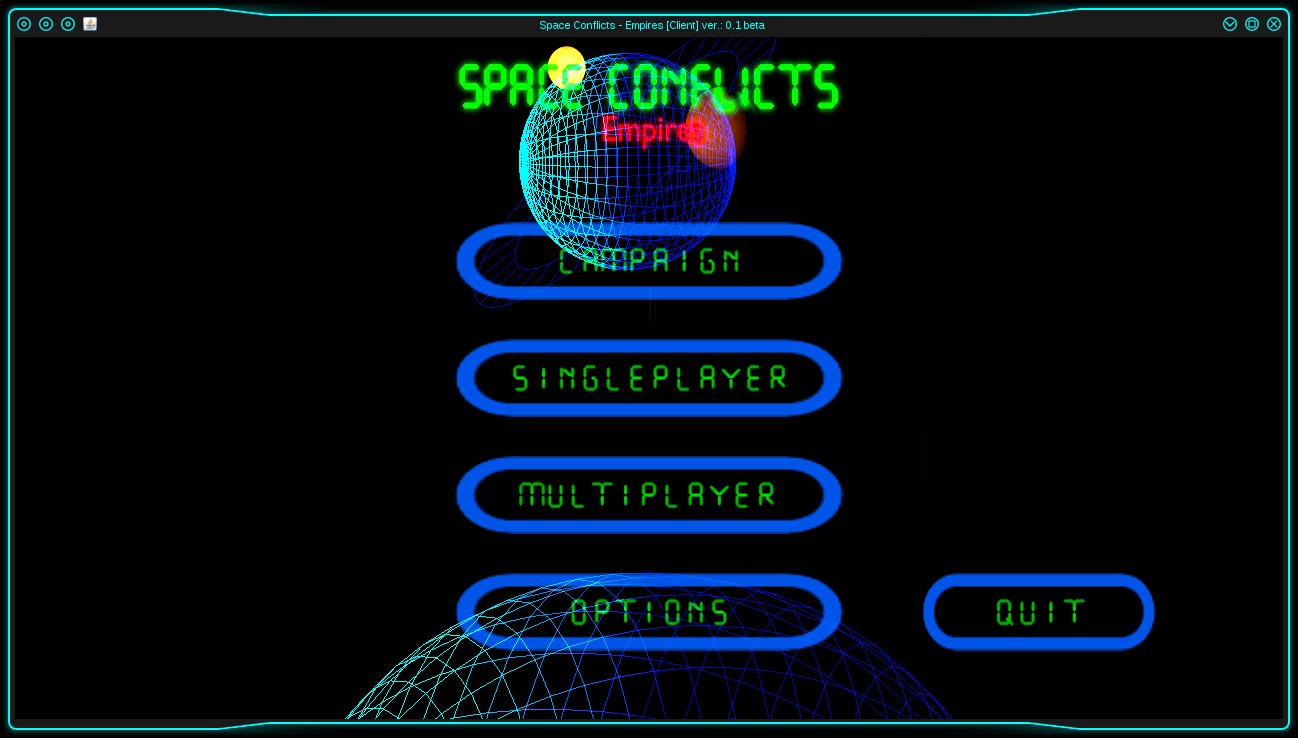 Space Conflicts - Empires [Client] ver.: 0.1 beta
SPACE CONFLICTS
Empires
CAMPAIGN
SINGLEPLAYER
MULTIPLAYER
OPTIONS
QUIT